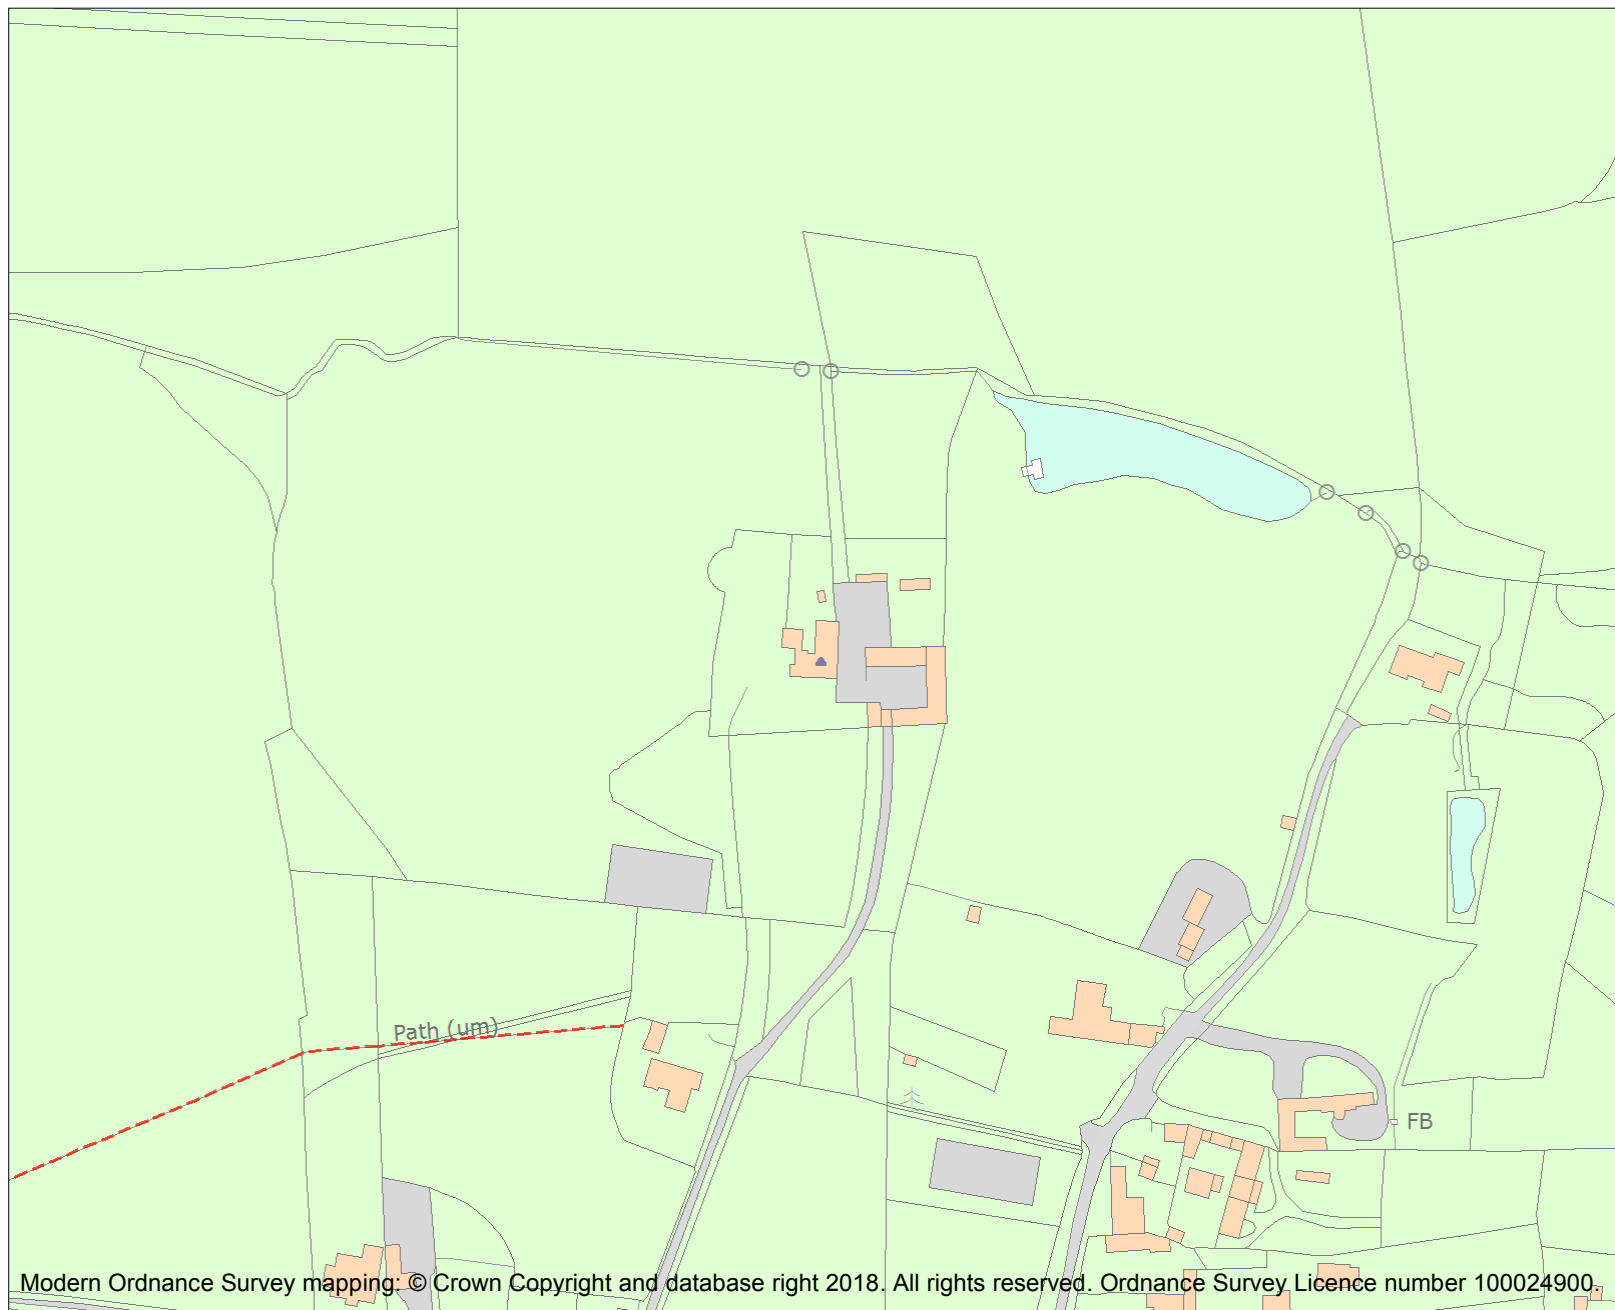 Path (um)
FB
Modern Ordnance Survey mapping: © Crown Copyright and database right 2018. All rights reserved. Ordnance Survey Licence number 100024900.